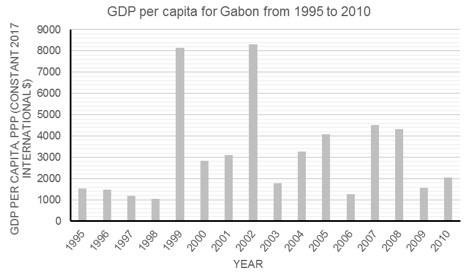 GDP per capita for Gabon from 1995 to 2010
GDP PER CAPITA, PPP (CONSTANT 2017
INTERNATIONAL $)
9000
8000
7000
6000
5000
4000
3000
2000
1000
0
1995 1996 1997 1998 1999 2000 2001 2002 2003 2004 2005 2006 2007 2008 2009 2010
YEAR